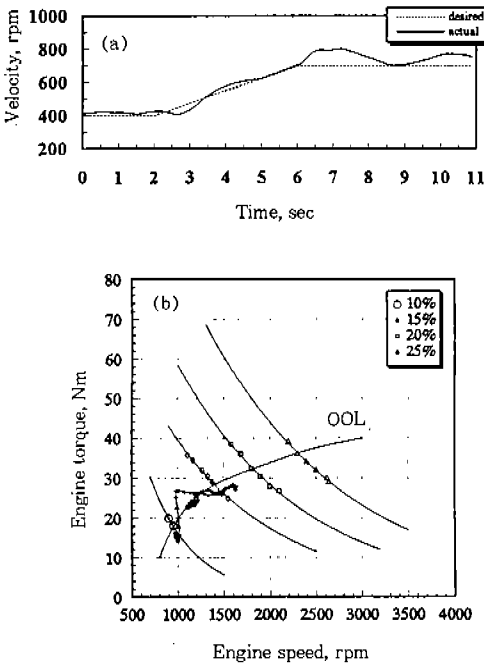 1000
800
600
400
200
Velocity, rpm
(a)
desired
actual
0 1 2 3 4 5 6 7 8 9 10 11
Time, sec
80
70
60
50
40
30
20
10
0
Engine torque, Nm
(b)
10%
15%
20%
25%
OOL
500 1000 1500 2000 2500 3000 3500 4000
Engine speed, rpm